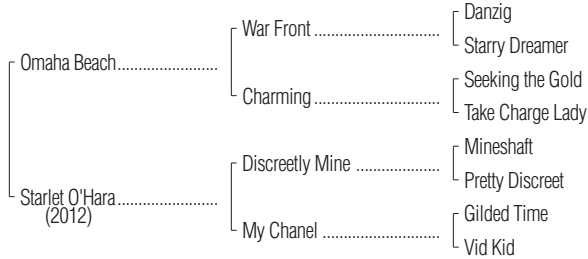 Danzig
War Front ..............................
Starry Dreamer
Omaha Beach........................
Seeking the Gold
Charming ..............................
Take Charge Lady
Mineshaft
Discreetly Mine ....................
Pretty Discreet
Starlet O'Hara........................
(2012)
Gilded Time
My Chanel ............................
Vid Kid